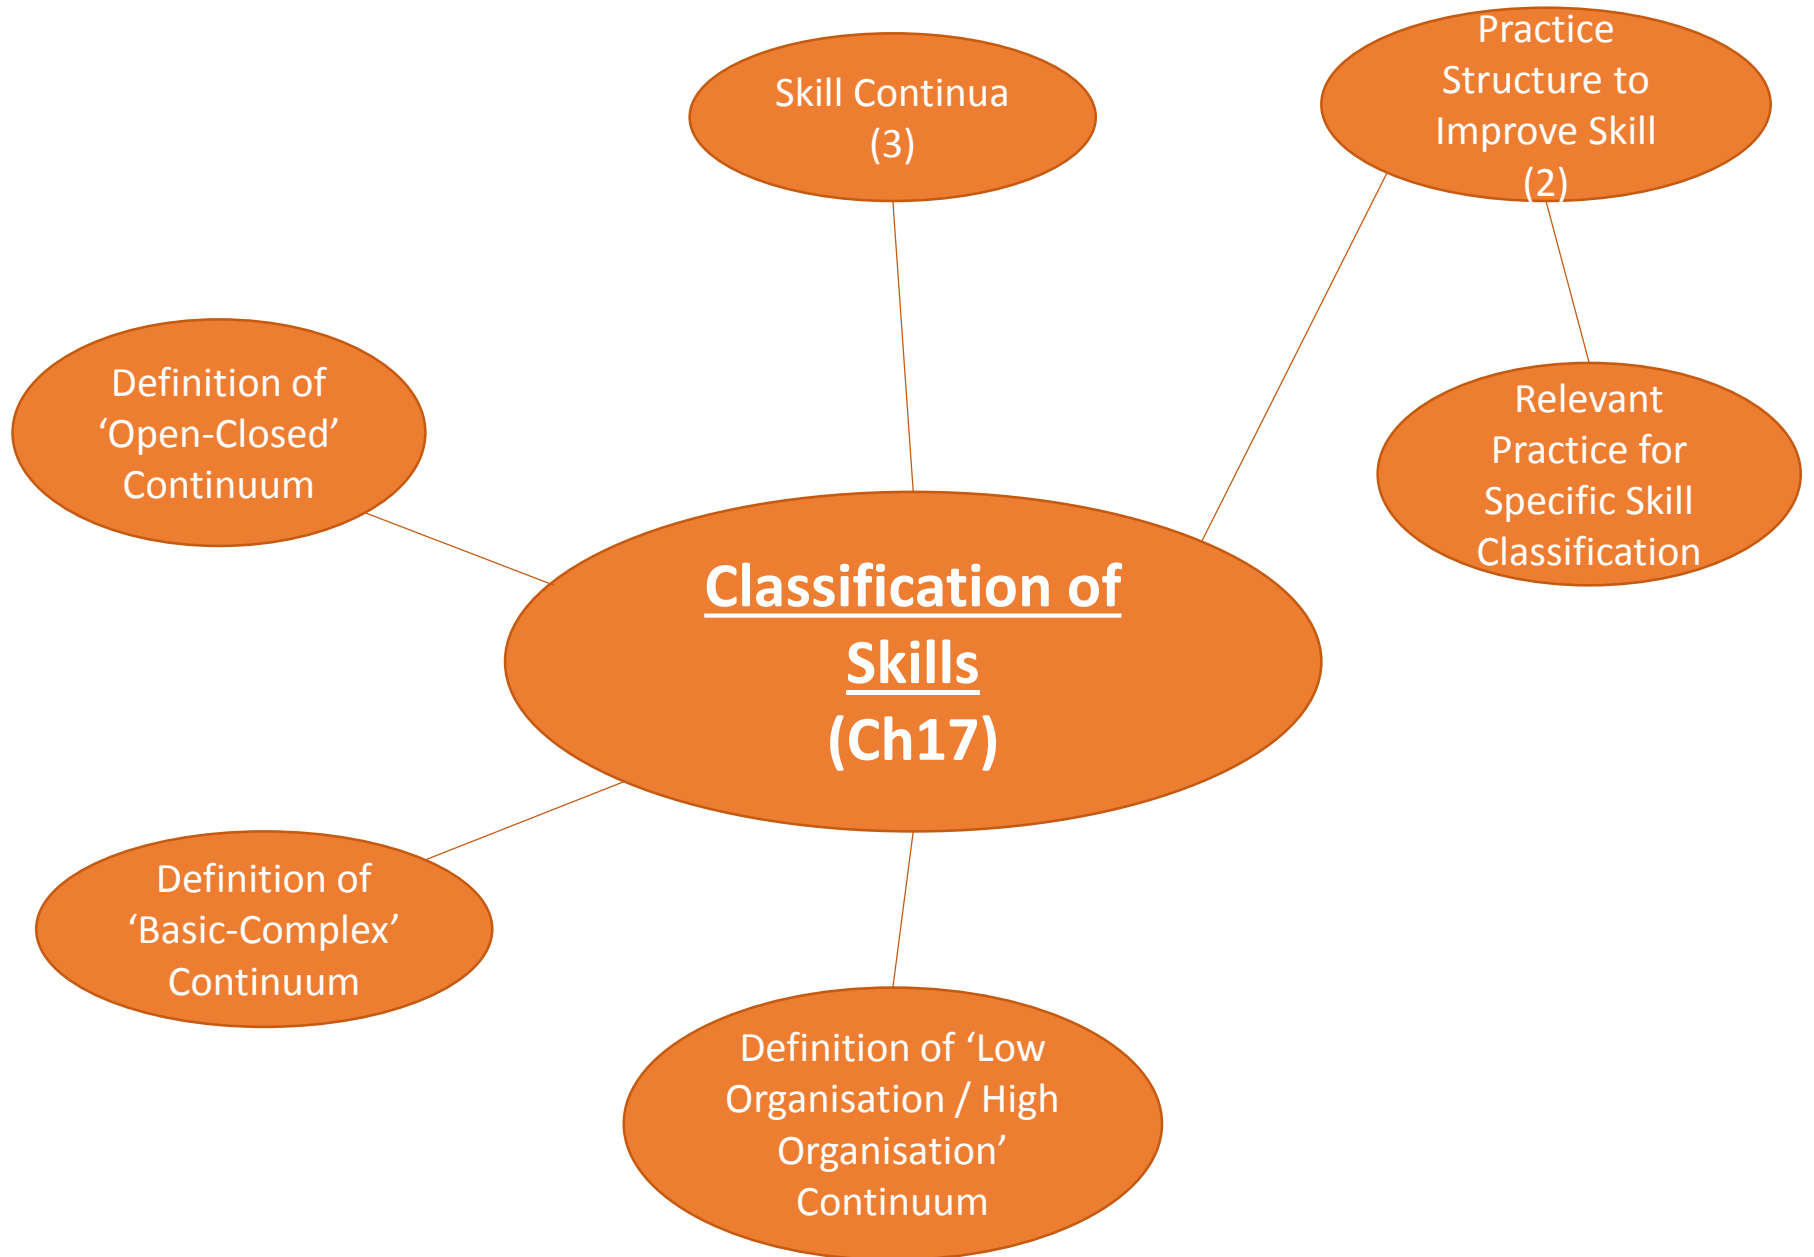 Practice
Structure to
Improve Skill
(2)
Skill Continua
(3)
Definition of
‘Open-Closed’
Continuum
Relevant
Practice for
Specific Skill
Classification
Classification of
Skills
(Ch17)
Definition of
‘Basic-Complex’
Continuum
Definition of ‘Low
Organisation / High
Organisation’
Continuum